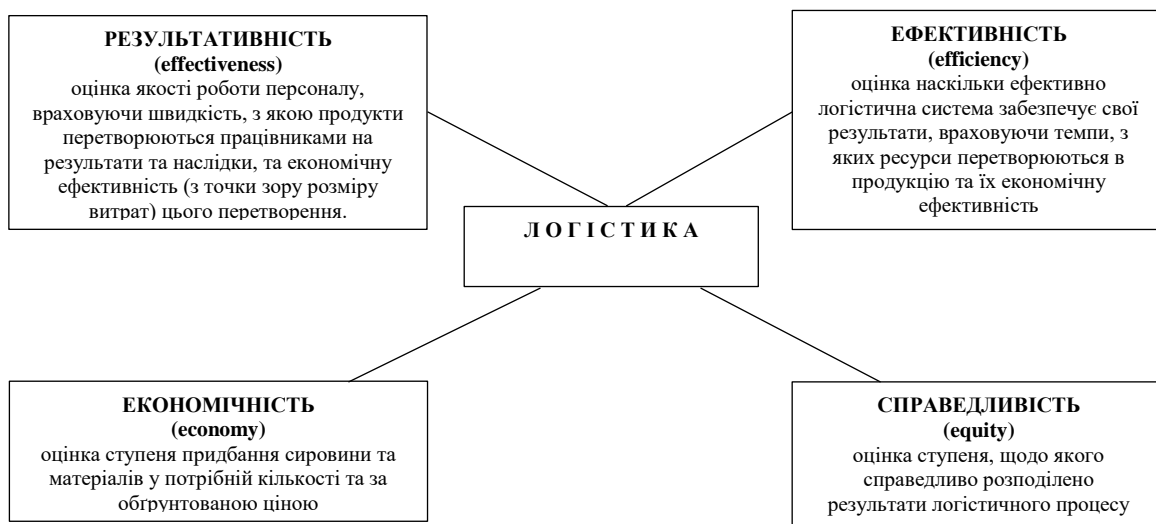 РЕЗУЛЬТАТИВНІСТЬ
(effectiveness)
оцінка якості роботи персоналу,
враховуючи швидкість, з якою продукти
перетворюються працівниками на
результати та наслідки, та економічну
ефективність (з точки зору розміру
витрат) цього перетворення.
ЕФЕКТИВНІСТЬ
(efficiency)
оцінка наскільки ефективно
логістична система забезпечує свої
результати, враховуючи темпи, з
яких ресурси перетворюються в
продукцію та їх економічну
ефективність
Л О Г І С Т И К А
ЕКОНОМІЧНІСТЬ
(economy)
оцінка ступеня придбання сировини та
матеріалів у потрібній кількості та за
обґрунтованою ціною
СПРАВЕДЛИВІСТЬ
(equity)
оцінка ступеня, щодо якого
справедливо розподілено
результати логістичного процесу